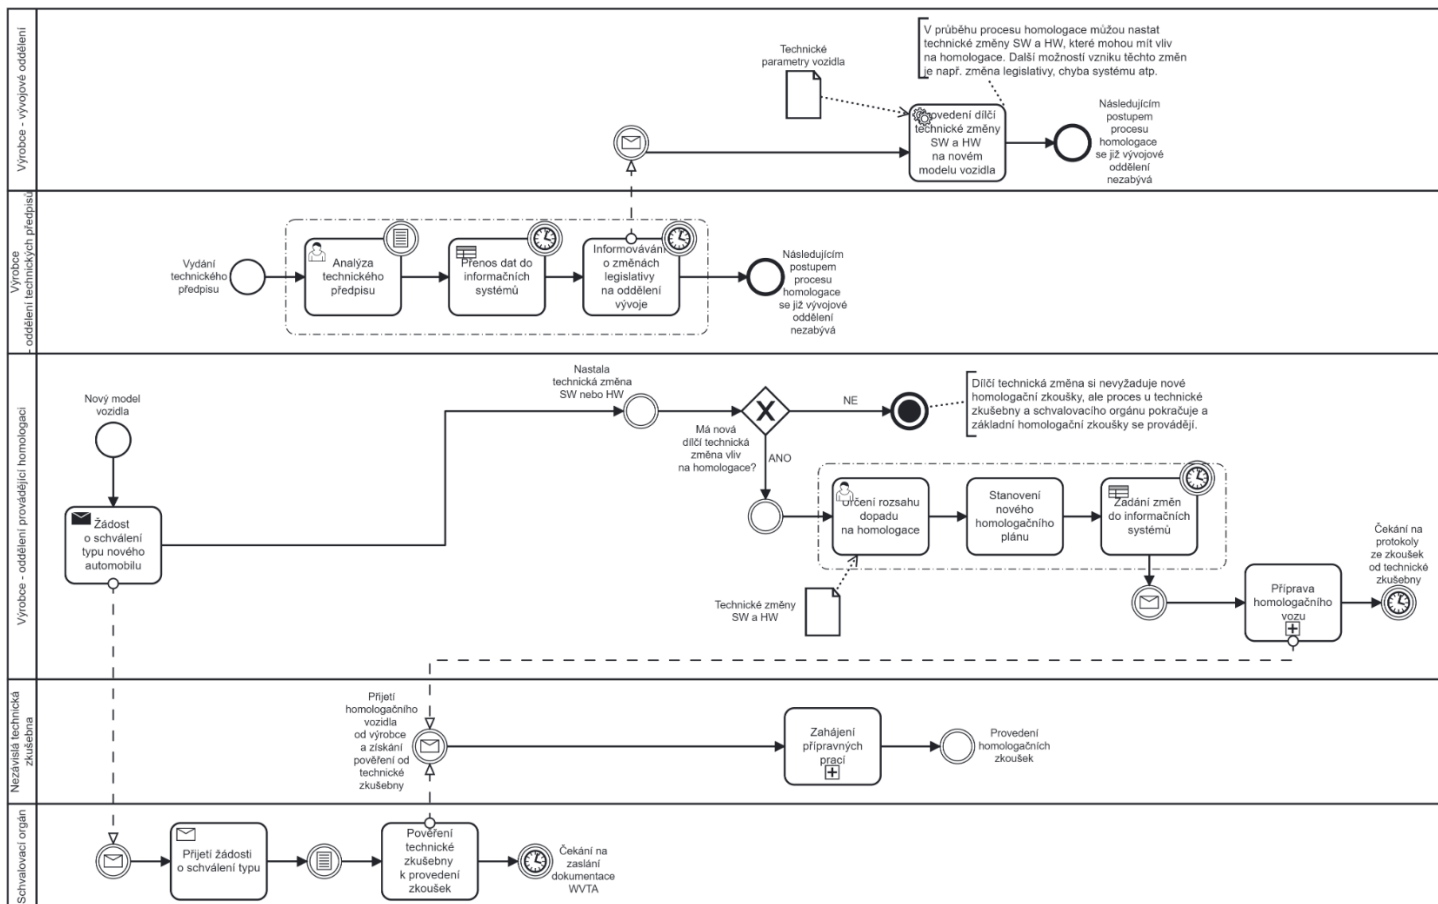 Výrobce - vývojové oddělení
Technické
parametry vozidla
V průběhu procesu homologace můžou nastat
technické změny SW a HW, které mohou mít vliv
na homologace. Další možností vzniku těchto změn
je např. změna legislativy, chyba systému atp.
Provedení dílčí
technické změny
SW a HW
na novém
modelu vozidla
Následujícím
postupem
procesu
homologace
se již vývojové
oddělení
nezabývá
Výrobce
- oddělení technických předpisů
Vydání
technického
předpisu
Analýza
technického
předpisu
Přenos dat do
informačních
systémů
Informovávání
o změnách
legislativy
na oddělení
vývoje
Následujícím
postupem
procesu
homologace
se již vývojové
oddělení
nezabývá
Výrobce - oddělení provádějící homologaci
Nový model
vozidla
Žádost
o schválení
typu nového
automobilu
Nastala
technická změna
SW nebo HW
Má nová
dílčí technická
změna vliv
na homologace?
NE
ANO
Dílčí technická změna si nevyžaduje nové
homologační zkoušky, ale proces u technické
zkušebny a schvalovacího orgánu pokračuje a
základní homologační zkoušky se provádějí.
Určení rozsahu
dopadu
na homologace
Stanovení
nového
homologačního
plánu
Zadání změn
do informačních
systémů
Technické změny
SW a HW
Příprava
homologačního
vozu
Čekání na
protokoly
ze zkoušek
od technické
zkušebny
Nezávislá technická
zkušebna
Přijetí
homologačního
vozidla
od výrobce
a získání
pověření od
technické
zkušebny
Zahájení
přípravných
prací
Provedení
homologačních
zkoušek
Schvalovací orgán
Přijetí žádosti
o schválení typu
Pověření
technické
zkušebny
k provedení
zkoušek
Čekání na
zaslání
dokumentace
WVTA